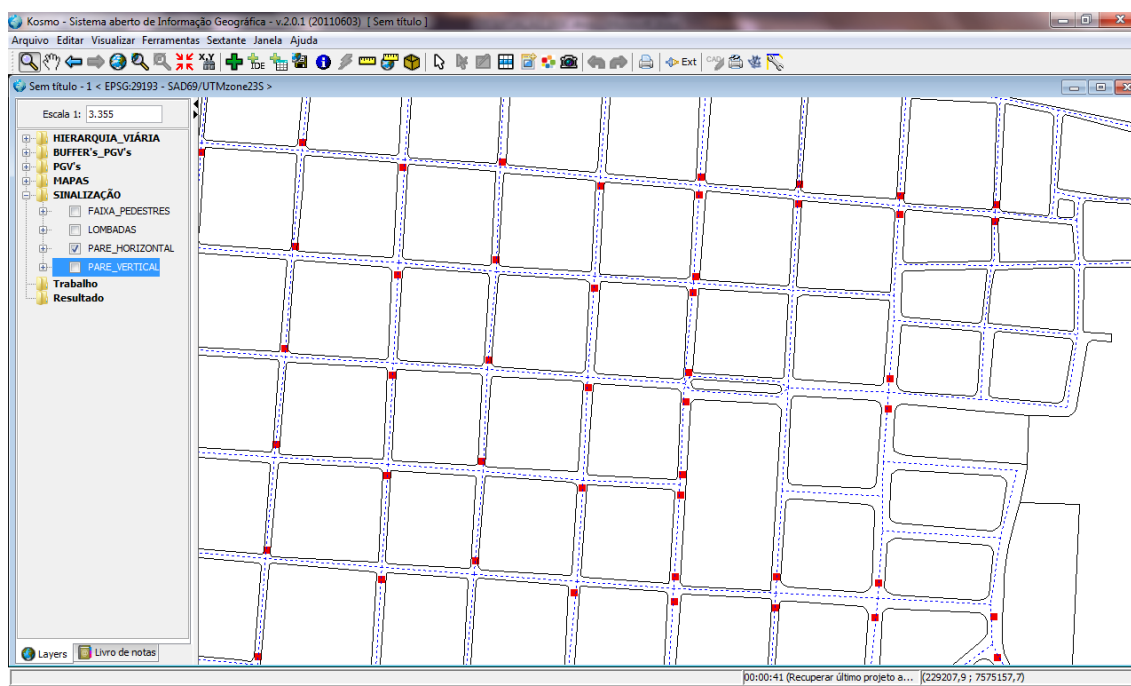 Kosmo - Sistema aberto de Informação Geográfica - v.2.0.1 (20110603) [ Sem título ]
Arquivo Editar Visualizar Ferramentas Sextante Janela Ajuda
TDE
Ext
CAD
Sem título - 1 < EPSG:29193 - SAD69/UTMzone23S >
Escala 1: 3.355
HIERARQUIA_VIÁRIA
BUFFER's_PGV's
PGV's
MAPAS
SINALIZAÇÃO
FAIXA_PEDESTRES
LOMBADAS
PARE_HORIZONTAL
PARE_VERTICAL
Trabalho
Resultado
Layers Livro de notas
00:00:41 (Recuperar último projeto a... (229207,9 ; 7575157,7)